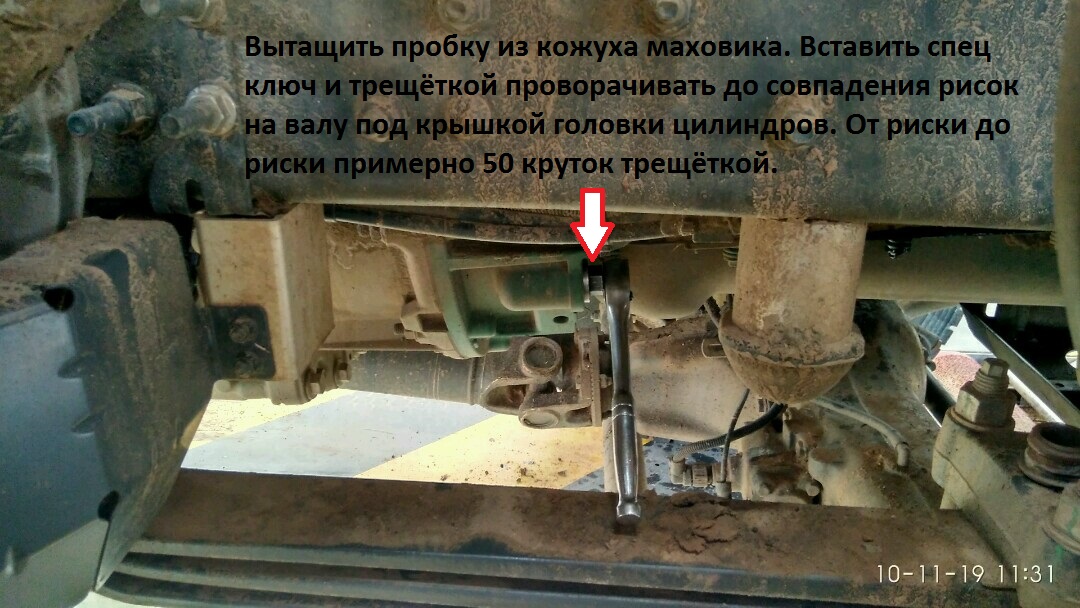 Вытащить пробку из кожуха маховика. Вставить спец
ключ и трещёткой проворачивать до совпадения рисок
на валу под крышкой головки цилиндров. От риски до
риски примерно 50 круток трещёткой.
10-11-19 11:31